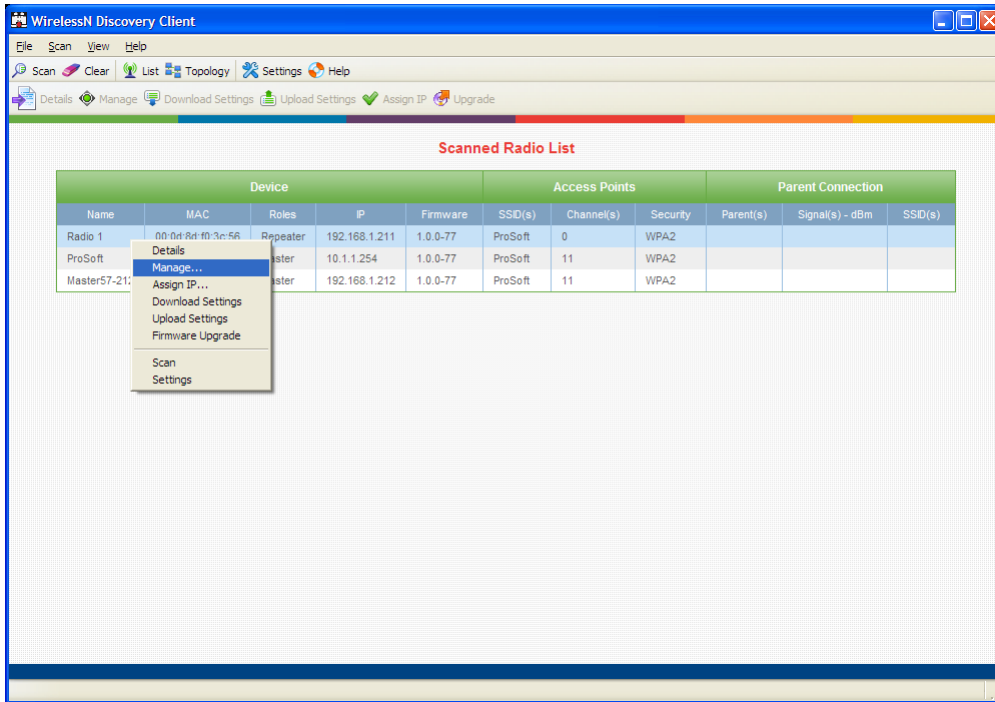 WirelessN Discovery Client
File Scan View Help
Scan Clear List Topology Settings Help
Details Manage Download Settings Upload Settings Assign IP Upgrade
Scanned Radio List
Device Access Points Parent Connection
Name MAC Roles IP Firmware SSID(s) Channel(s) Security Parent(s) Signal(s) - dBm SSID(s)
Radio 1 00:0d:8d:f0:3c:56 Repeater 192.168.1.211 1.0.0-77 ProSoft 0 WPA2
ProSoft aster 10.1.1.254 1.0.0-77 ProSoft 11 WPA2
Master57-212 aster 192.168.1.212 1.0.0-77 ProSoft 11 WPA2
Details
Manage...
Assign IP...
Download Settings
Upload Settings
Firmware Upgrade
Scan
Settings